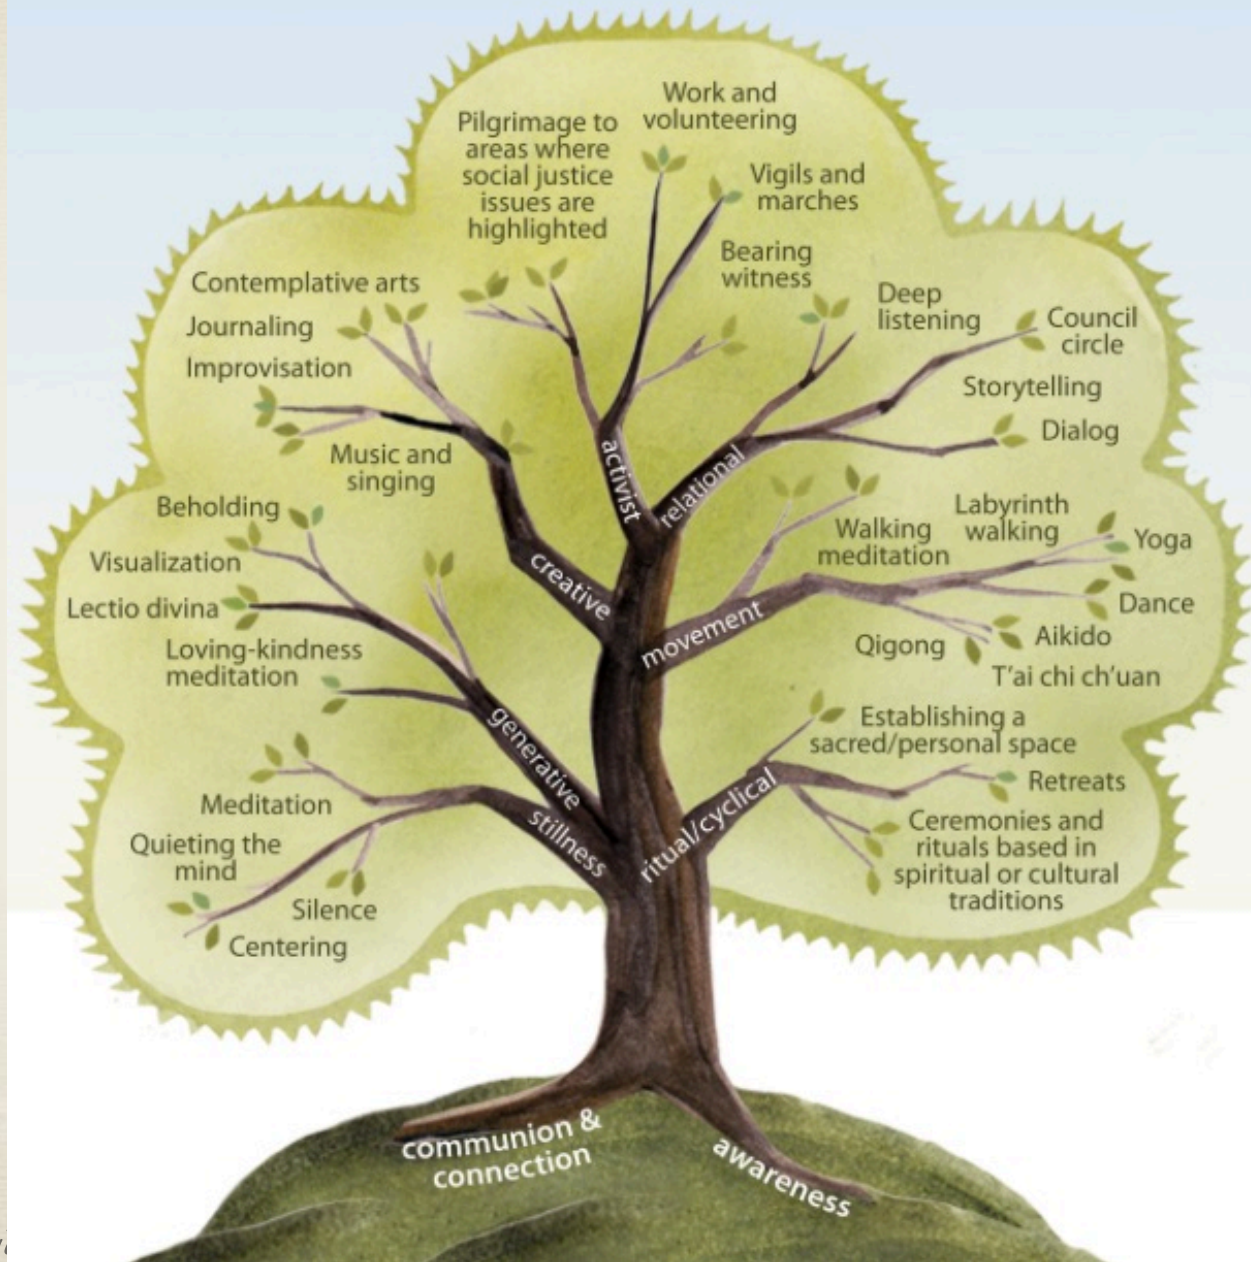 Work and
volunteering
Pilgrimage to
areas where
social justice
issues are
highlighted
Vigils and
marches
Bearing
witness
Contemplative arts
Journaling
Improvisation
Music and
singing
Deep
listening
Council
circle
Storytelling
Dialog
activist
relational
Beholding
Visualization
Lectio divina
Loving-kindness
meditation
creative
Walking
meditation
Labyrinth
walking
Yoga
Dance
Aikido
Qigong
T'ai chi ch'uan
movement
generative
Establishing a
sacred/personal space
Retreats
Ceremonies and
rituals based in
spiritual or cultural
traditions
ritual/cyclical
Meditation
Quieting the
mind
Silence
Centering
stillness
communion &
connection
awareness